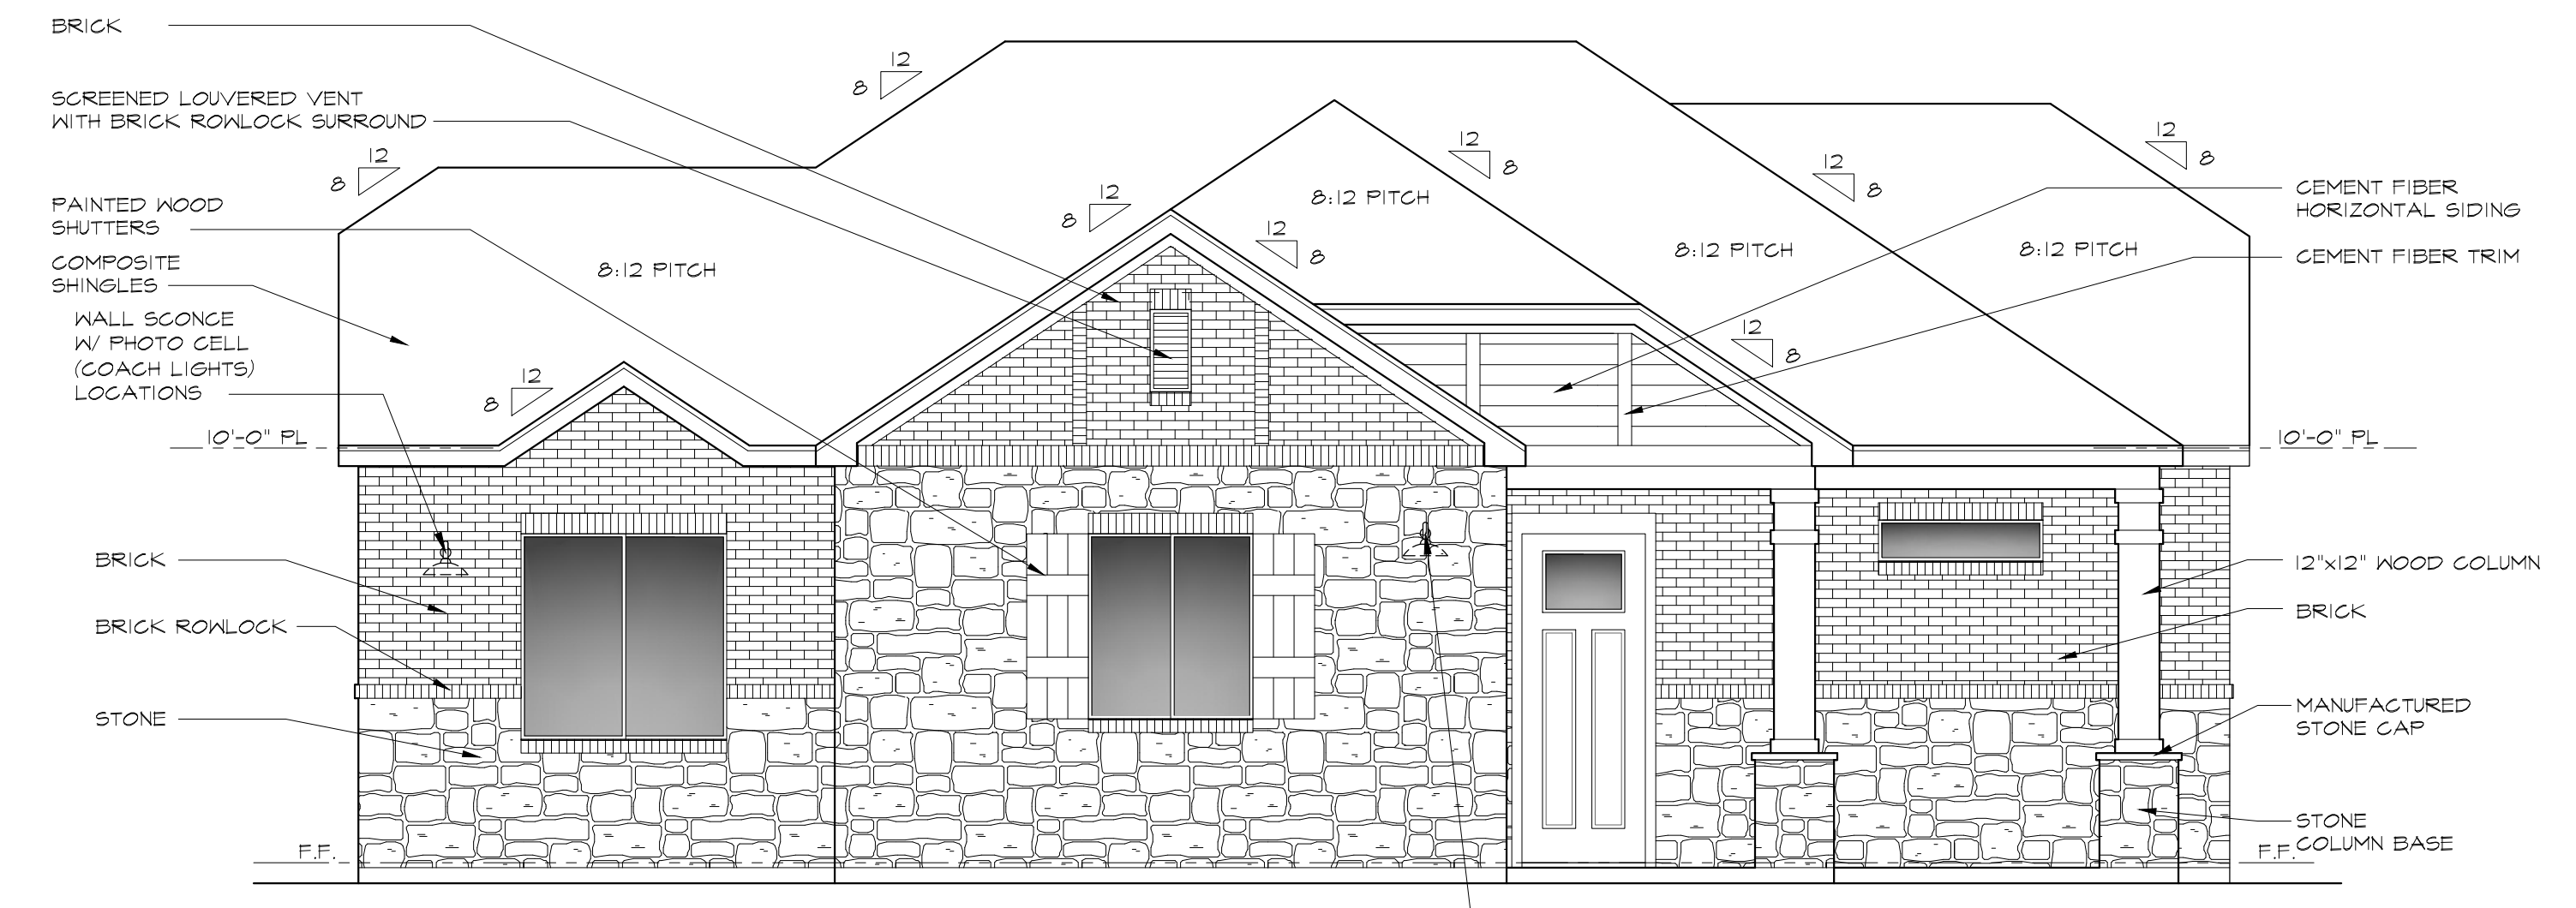 BRICK
SCREENED LOUVERED VENT
WITH BRICK ROWLOCK SURROUND
PAINTED WOOD
SHUTTERS
COMPOSITE
SHINGLES
WALL SCONCE
W/ PHOTO CELL
(COACH LIGHTS)
LOCATIONS
10'-0" PL
BRICK
BRICK ROWLOCK
STONE
F.F.
12
8
12
8
12
8
12
8
12
8
12
8
12
8
12
8
12
8
8:12 PITCH
8:12 PITCH
8:12 PITCH
8:12 PITCH
CEMENT FIBER
HORIZONTAL SIDING
CEMENT FIBER TRIM
10'-0" PL
12"x12" WOOD COLUMN
BRICK
MANUFACTURED
STONE CAP
STONE
COLUMN BASE
F.F.